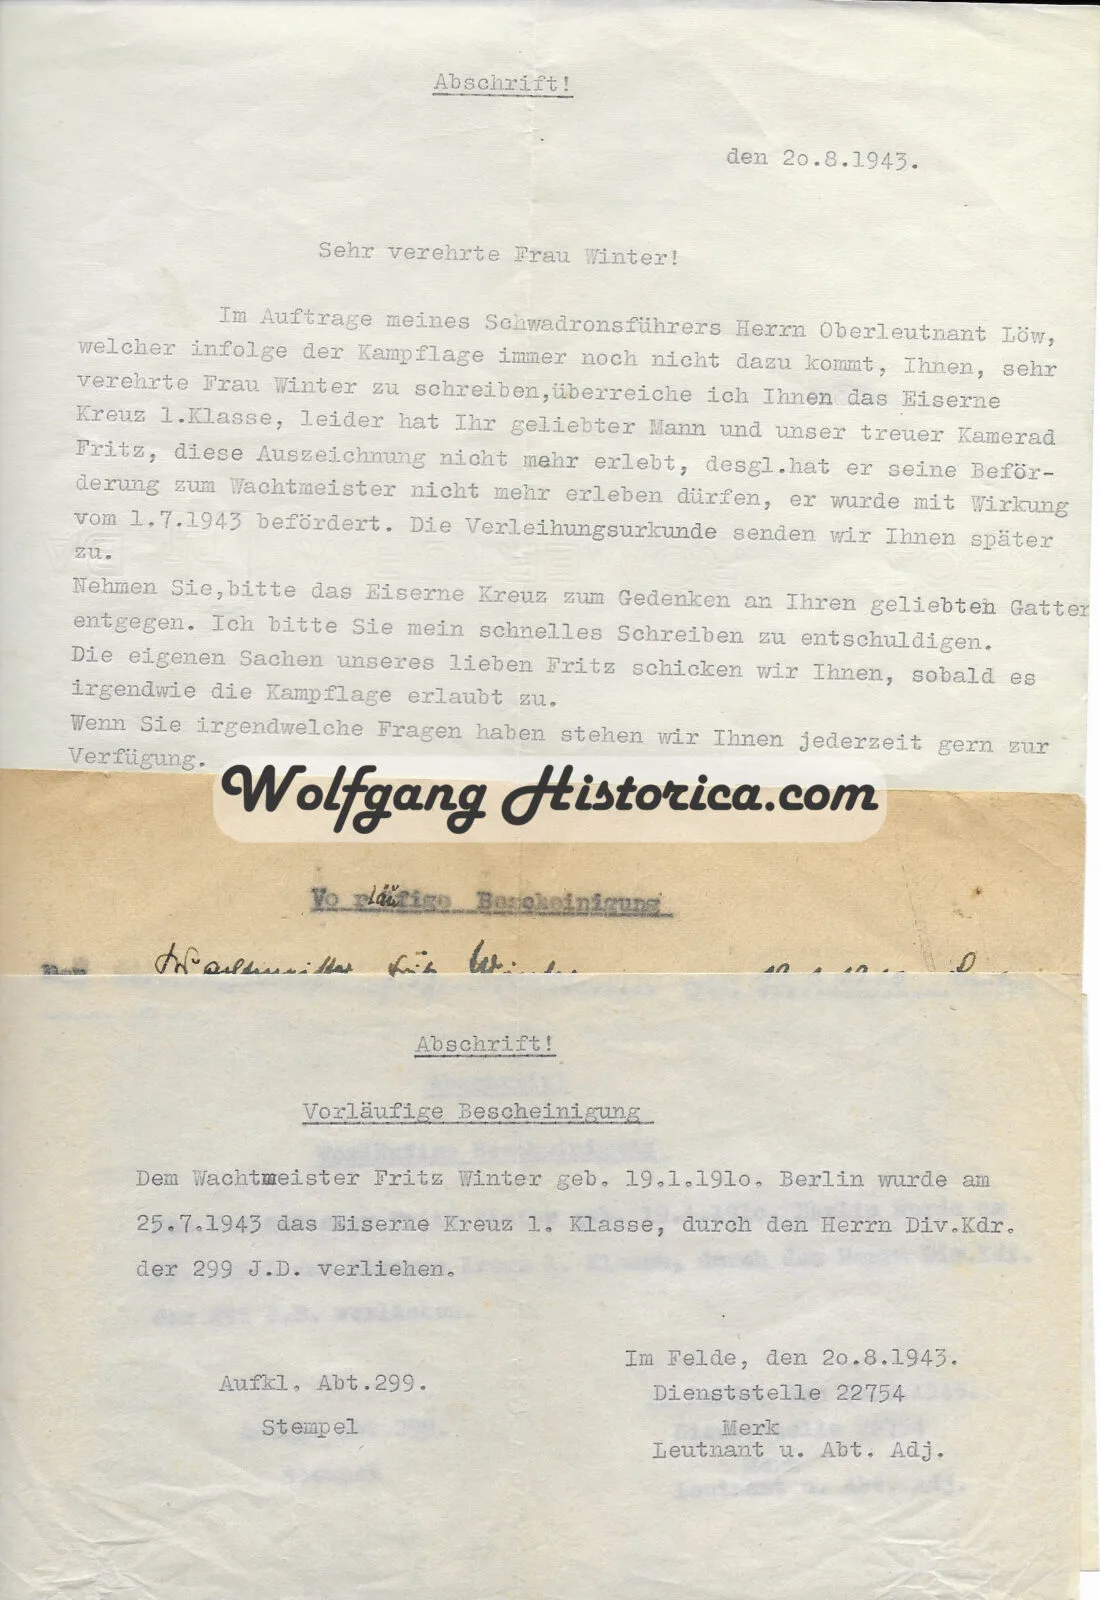 Abschrift!
den 2o.8.1943.
Sehr verehrte Frau Winter!
Im Auftrage meines Schwadronsführers Herrn Oberleutnant Löw,
welcher infolge der Kampflage immer noch nicht dazu kommt, Ihnen, sehr
verehrte Frau Winter zu schreiben,überreiche ich Ihnen das Eiserne
Kreuz 1.Klasse, leider hat Ihr geliebter Mann und unser treuer Kamerad
Fritz, diese Auszeichnung nicht mehr erlebt, desgl.hat er seine Beför-
derung zum Wachtmeister nicht mehr erleben dürfen, er wurde mit Wirkung
vom 1.7.1943 befördert. Die Verleihungsurkunde senden wir Ihnen später
zu.
Nehmen Sie,bitte das Eiserne Kreuz zum Gedenken an Ihren geliebten Gatten
entgegen. Ich bitte Sie mein schnelles Schreiben zu entschuldigen.
Die eigenen Sachen unseres lieben Fritz schicken wir Ihnen, sobald es
irgendwie die Kampflage erlaubt zu.
Wenn Sie irgendwelche Fragen haben stehen wir Ihnen jederzeit gern zur
Verfügung.
Wolfgang Historica.com
Vorläufige Bescheinigung
Dem Wachtmeister Fritz Winter
Abschrift!
Vorläufige Bescheinigung
Dem Wachtmeister Fritz Winter geb. 19.1.191o. Berlin wurde am
25.7.1943 das Eiserne Kreuz 1. Klasse, durch den Herrn Div.Kdr.
der 299 J.D. verliehen.
Im Felde, den 2o.8.1943.
Aufkl. Abt.299.
Dienststelle 22754
Stempel
Merk
Leutnant u. Abt. Adj.